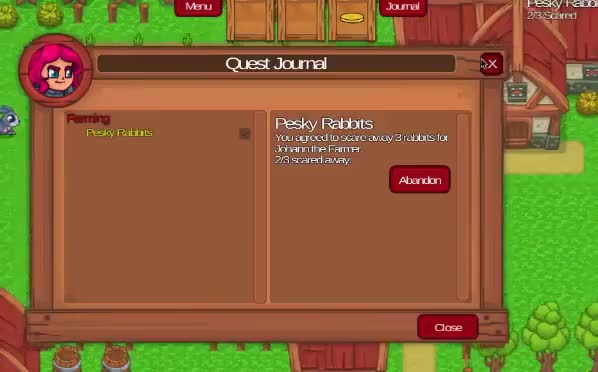 Menu
Journal
Pesky Rabbi
2/3 Scared
Quest Journal
X
Farming
Pesky Rabbits
Pesky Rabbits
You agreed to scare away 3 rabbits for
Johann the Farmer.
2/3 scared away.
Abandon
Close